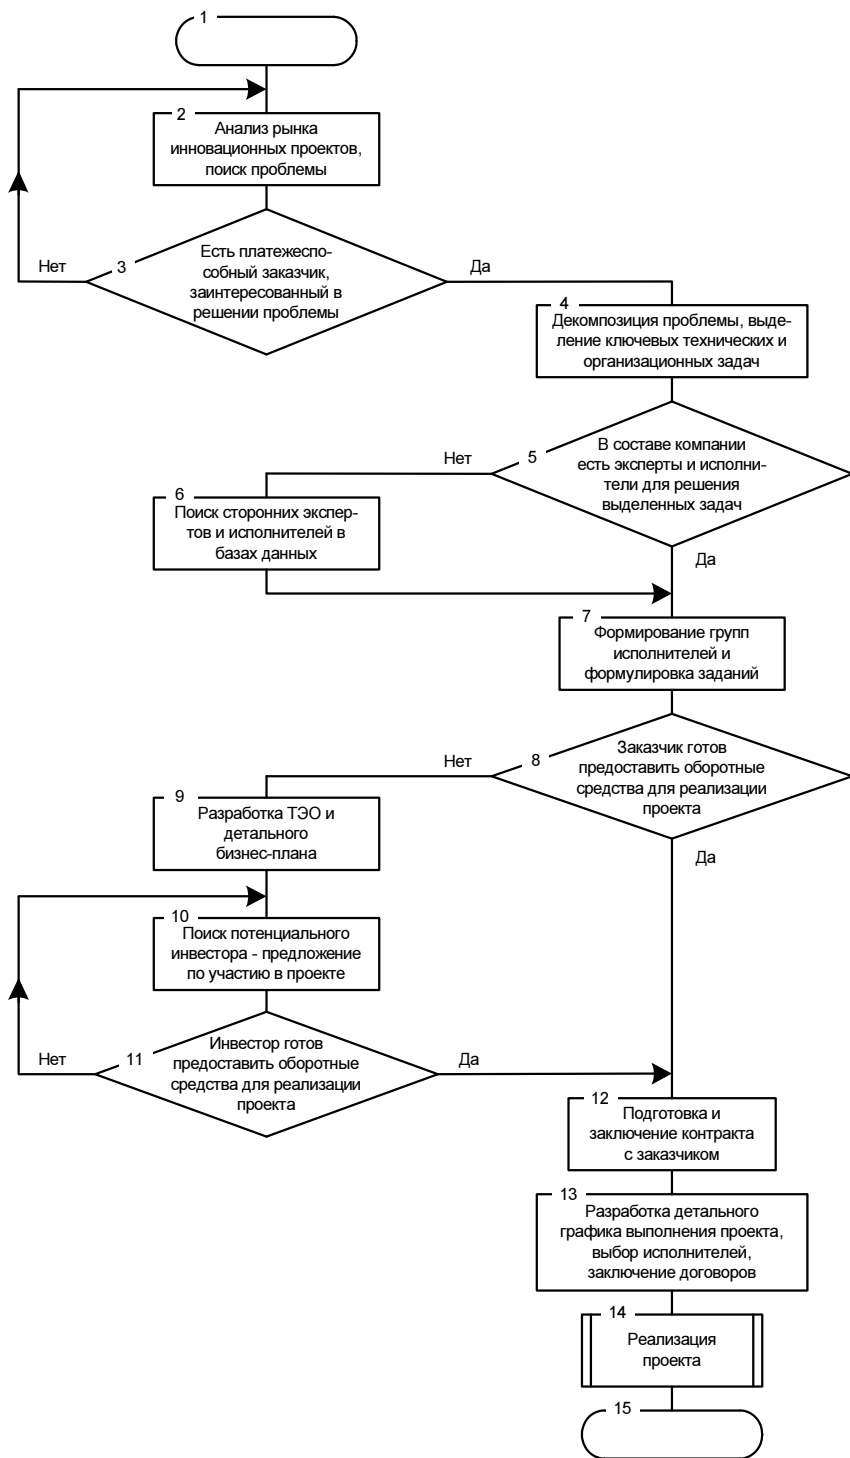 1
2
Анализ рынка
инновационных проектов,
поиск проблемы
Нет
3
Есть платежеспо-
собный заказчик,
заинтересованный в
решении проблемы
Да
4
Декомпозиция проблемы, выде-
ление ключевых технических и
организационных задач
Нет
5
В составе компании
есть эксперты и исполни-
тели для решения
выделенных задач
6
Поиск сторонних экспер-
тов и исполнителей в
базах данных
Да
7
Формирование групп
исполнителей и
формулировка заданий
Нет
8
Заказчик готов
предоставить оборотные
средства для реализации
проекта
9
Разработка ТЭО и
детального
бизнес-плана
Да
10
Поиск потенциального
инвестора - предложение
по участию в проекте
Нет
11
Инвестор готов
предоставить оборотные
средства для реализации
проекта
Да
12
Подготовка и
заключение контракта
с заказчиком
13
Разработка детального
графика выполнения проекта,
выбор исполнителей,
заключение договоров
14
Реализация
проекта
15